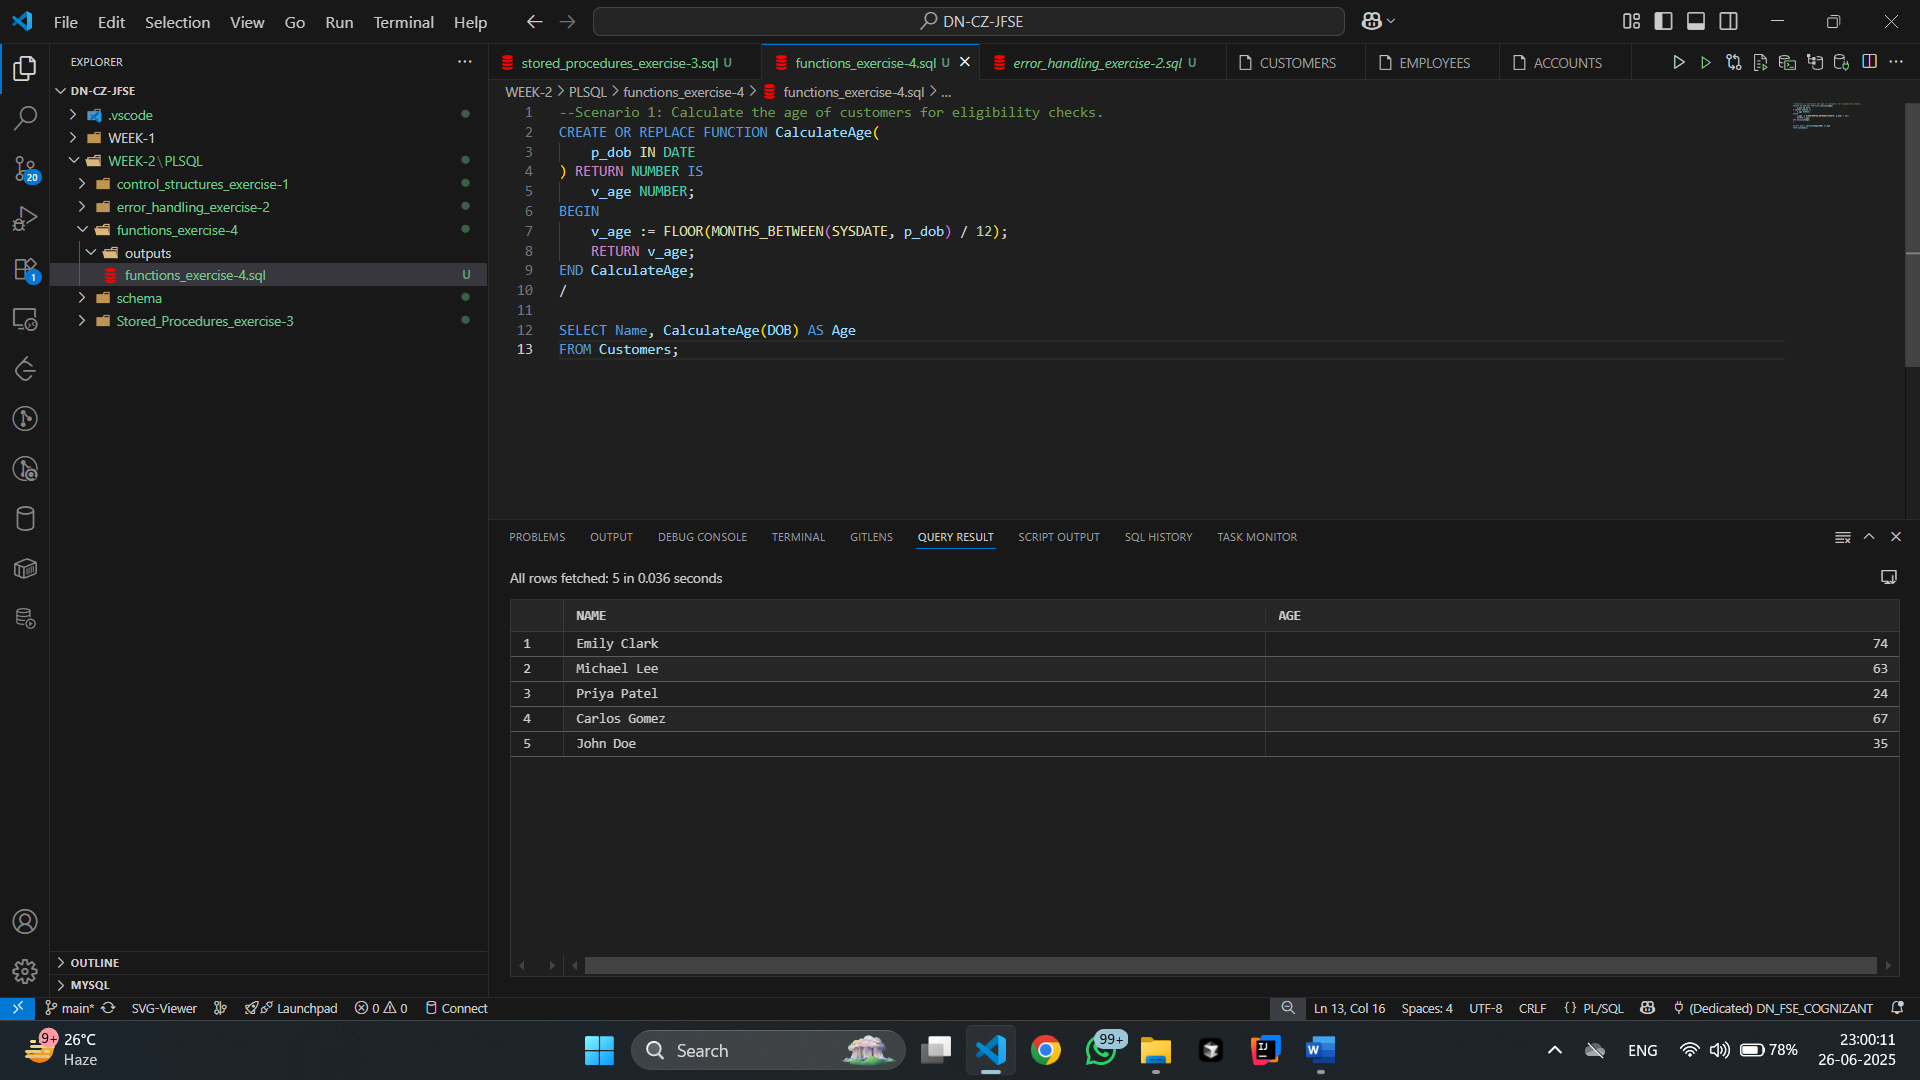 File Edit Selection View Go Run Terminal Help
DN-CZ-JFSE
EXPLORER
DN-CZ-JFSE
.vscode
WEEK-1
WEEK-2\PLSQL
control_structures_exercise-1
error_handling_exercise-2
functions_exercise-4
outputs
functions_exercise-4.sql U
schema
Stored_Procedures_exercise-3
OUTLINE
MYSQL
20
1
stored_procedures_exercise-3.sql U
functions_exercise-4.sql U
error_handling_exercise-2.sql U
CUSTOMERS
EMPLOYEES
ACCOUNTS
WEEK-2 > PLSQL > functions_exercise-4 > functions_exercise-4.sql > ...
1 --Scenario 1: Calculate the age of customers for eligibility checks.
2 CREATE OR REPLACE FUNCTION CalculateAge(
3     p_dob IN DATE
4 ) RETURN NUMBER IS
5     v_age NUMBER;
6 BEGIN
7     v_age := FLOOR(MONTHS_BETWEEN(SYSDATE, p_dob) / 12);
8     RETURN v_age;
9 END CalculateAge;
10 /
11
12 SELECT Name, CalculateAge(DOB) AS Age
13 FROM Customers;
PROBLEMS OUTPUT DEBUG CONSOLE TERMINAL GITLENS QUERY RESULT SCRIPT OUTPUT SQL HISTORY TASK MONITOR
All rows fetched: 5 in 0.036 seconds
NAME AGE
1 Emily Clark 74
2 Michael Lee 63
3 Priya Patel 24
4 Carlos Gomez 67
5 John Doe 35
main* SVG-Viewer Launchpad 0 0 Connect
Ln 13, Col 16 Spaces: 4 UTF-8 CRLF {} PL/SQL (Dedicated) DN_FSE_COGNIZANT
9+
26°C
Haze
Search
99+
ENG
78%
23:00:11
26-06-2025